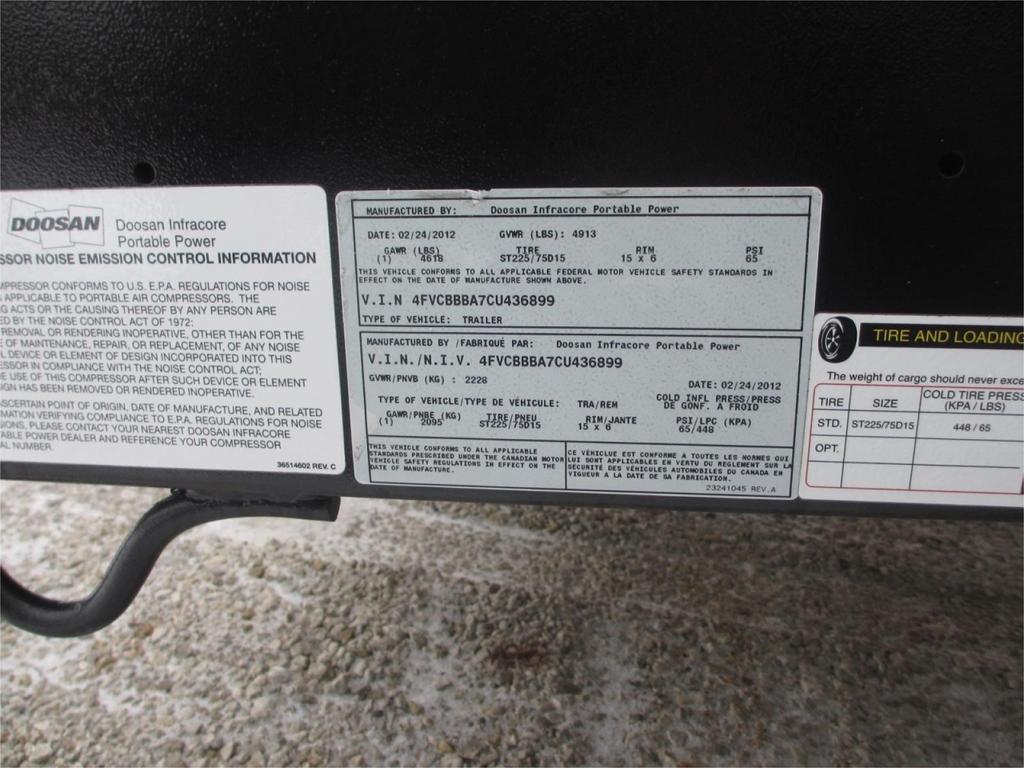 DOOSAN
Doosan Infracore
Portable Power
SSOR NOISE EMISSION CONTROL INFORMATION
MPRESSOR CONFORMS TO U.S. E.P.A. REGULATIONS FOR NOISE
APPLICABLE TO PORTABLE AIR COMPRESSORS. THE
G ACTS OR THE CAUSING THEREOF BY ANY PERSON ARE
ED BY THE NOISE CONTROL ACT OF 1972:
REMOVAL OR RENDERING INOPERATIVE, OTHER THAN FOR THE
E OF MAINTENANCE, REPAIR, OR REPLACEMENT, OF ANY NOISE
L DEVICE OR ELEMENT OF DESIGN INCORPORATED INTO THIS
ESSOR IN COMPLIANCE WITH THE NOISE CONTROL ACT;
E USE OF THIS COMPRESSOR AFTER SUCH DEVICE OR ELEMENT
IGN HAS BEEN REMOVED OR RENDERED INOPERATIVE.
ASCERTAIN POINT OF ORIGIN, DATE OF MANUFACTURE, AND RELATED
MATION VERIFYING COMPLIANCE TO E.P.A. REGULATIONS FOR NOISE
IONS, PLEASE CONTACT YOUR NEAREST DOOSAN INFRACORE
ABLE POWER DEALER AND REFERENCE YOUR COMPRESSOR
AL NUMBER.
36514602 REV. C
MANUFACTURED BY: Doosan Infracore Portable Power
DATE: 02/24/2012 GVWR (LBS): 4913
GAWR (LBS) TIRE RIM PSI
(1) 4618 ST225/75D15 15 x 6 65
THIS VEHICLE CONFORMS TO ALL APPLICABLE FEDERAL MOTOR VEHICLE SAFETY STANDARDS IN
EFFECT ON THE DATE OF MANUFACTURE SHOWN ABOVE.
V.I.N 4FVCBBBA7CU436899
TYPE OF VEHICLE: TRAILER
MANUFACTURED BY /FABRIQUÉ PAR: Doosan Infracore Portable Power
V.I.N./N.I.V. 4FVCBBBA7CU436899
GVWR/PNVB (KG) : 2228 DATE: 02/24/2012
TYPE OF VEHICLE/TYPE DE VÉHICULE: TRA/REM COLD INFL PRESS/PRESS
DE GONF. A FROID
GAWR/PNBE (KG) TIRE/PNEU RIM/JANTE PSI/LPC (KPA)
(1) 2095 ST225/75D15 15 x 6 65/448
THIS VEHICLE CONFORMS TO ALL APPLICABLE
STANDARDS PRESCRIBED UNDER THE CANADIAN MOTOR
VEHICLE SAFETY REGULATIONS IN EFFECT ON THE
DATE OF MANUFACTURE.
CE VÉHICULE EST CONFORME À TOUTES LES NORMES QUI
LUI SONT APPLICABLES EN VERTU DU REGLEMENT SUR LA
SÉCURITÉ DES VÉHICULES AUTOMOBILES DU CANADA EN
VIGUEUR A LA DATE DE SA FABRICATION.
23241045 REV.A
TIRE AND LOADING
The weight of cargo should never exce
TIRE SIZE COLD TIRE PRESS
(KPA / LBS)
STD. ST225/75D15 448 / 65
OPT.